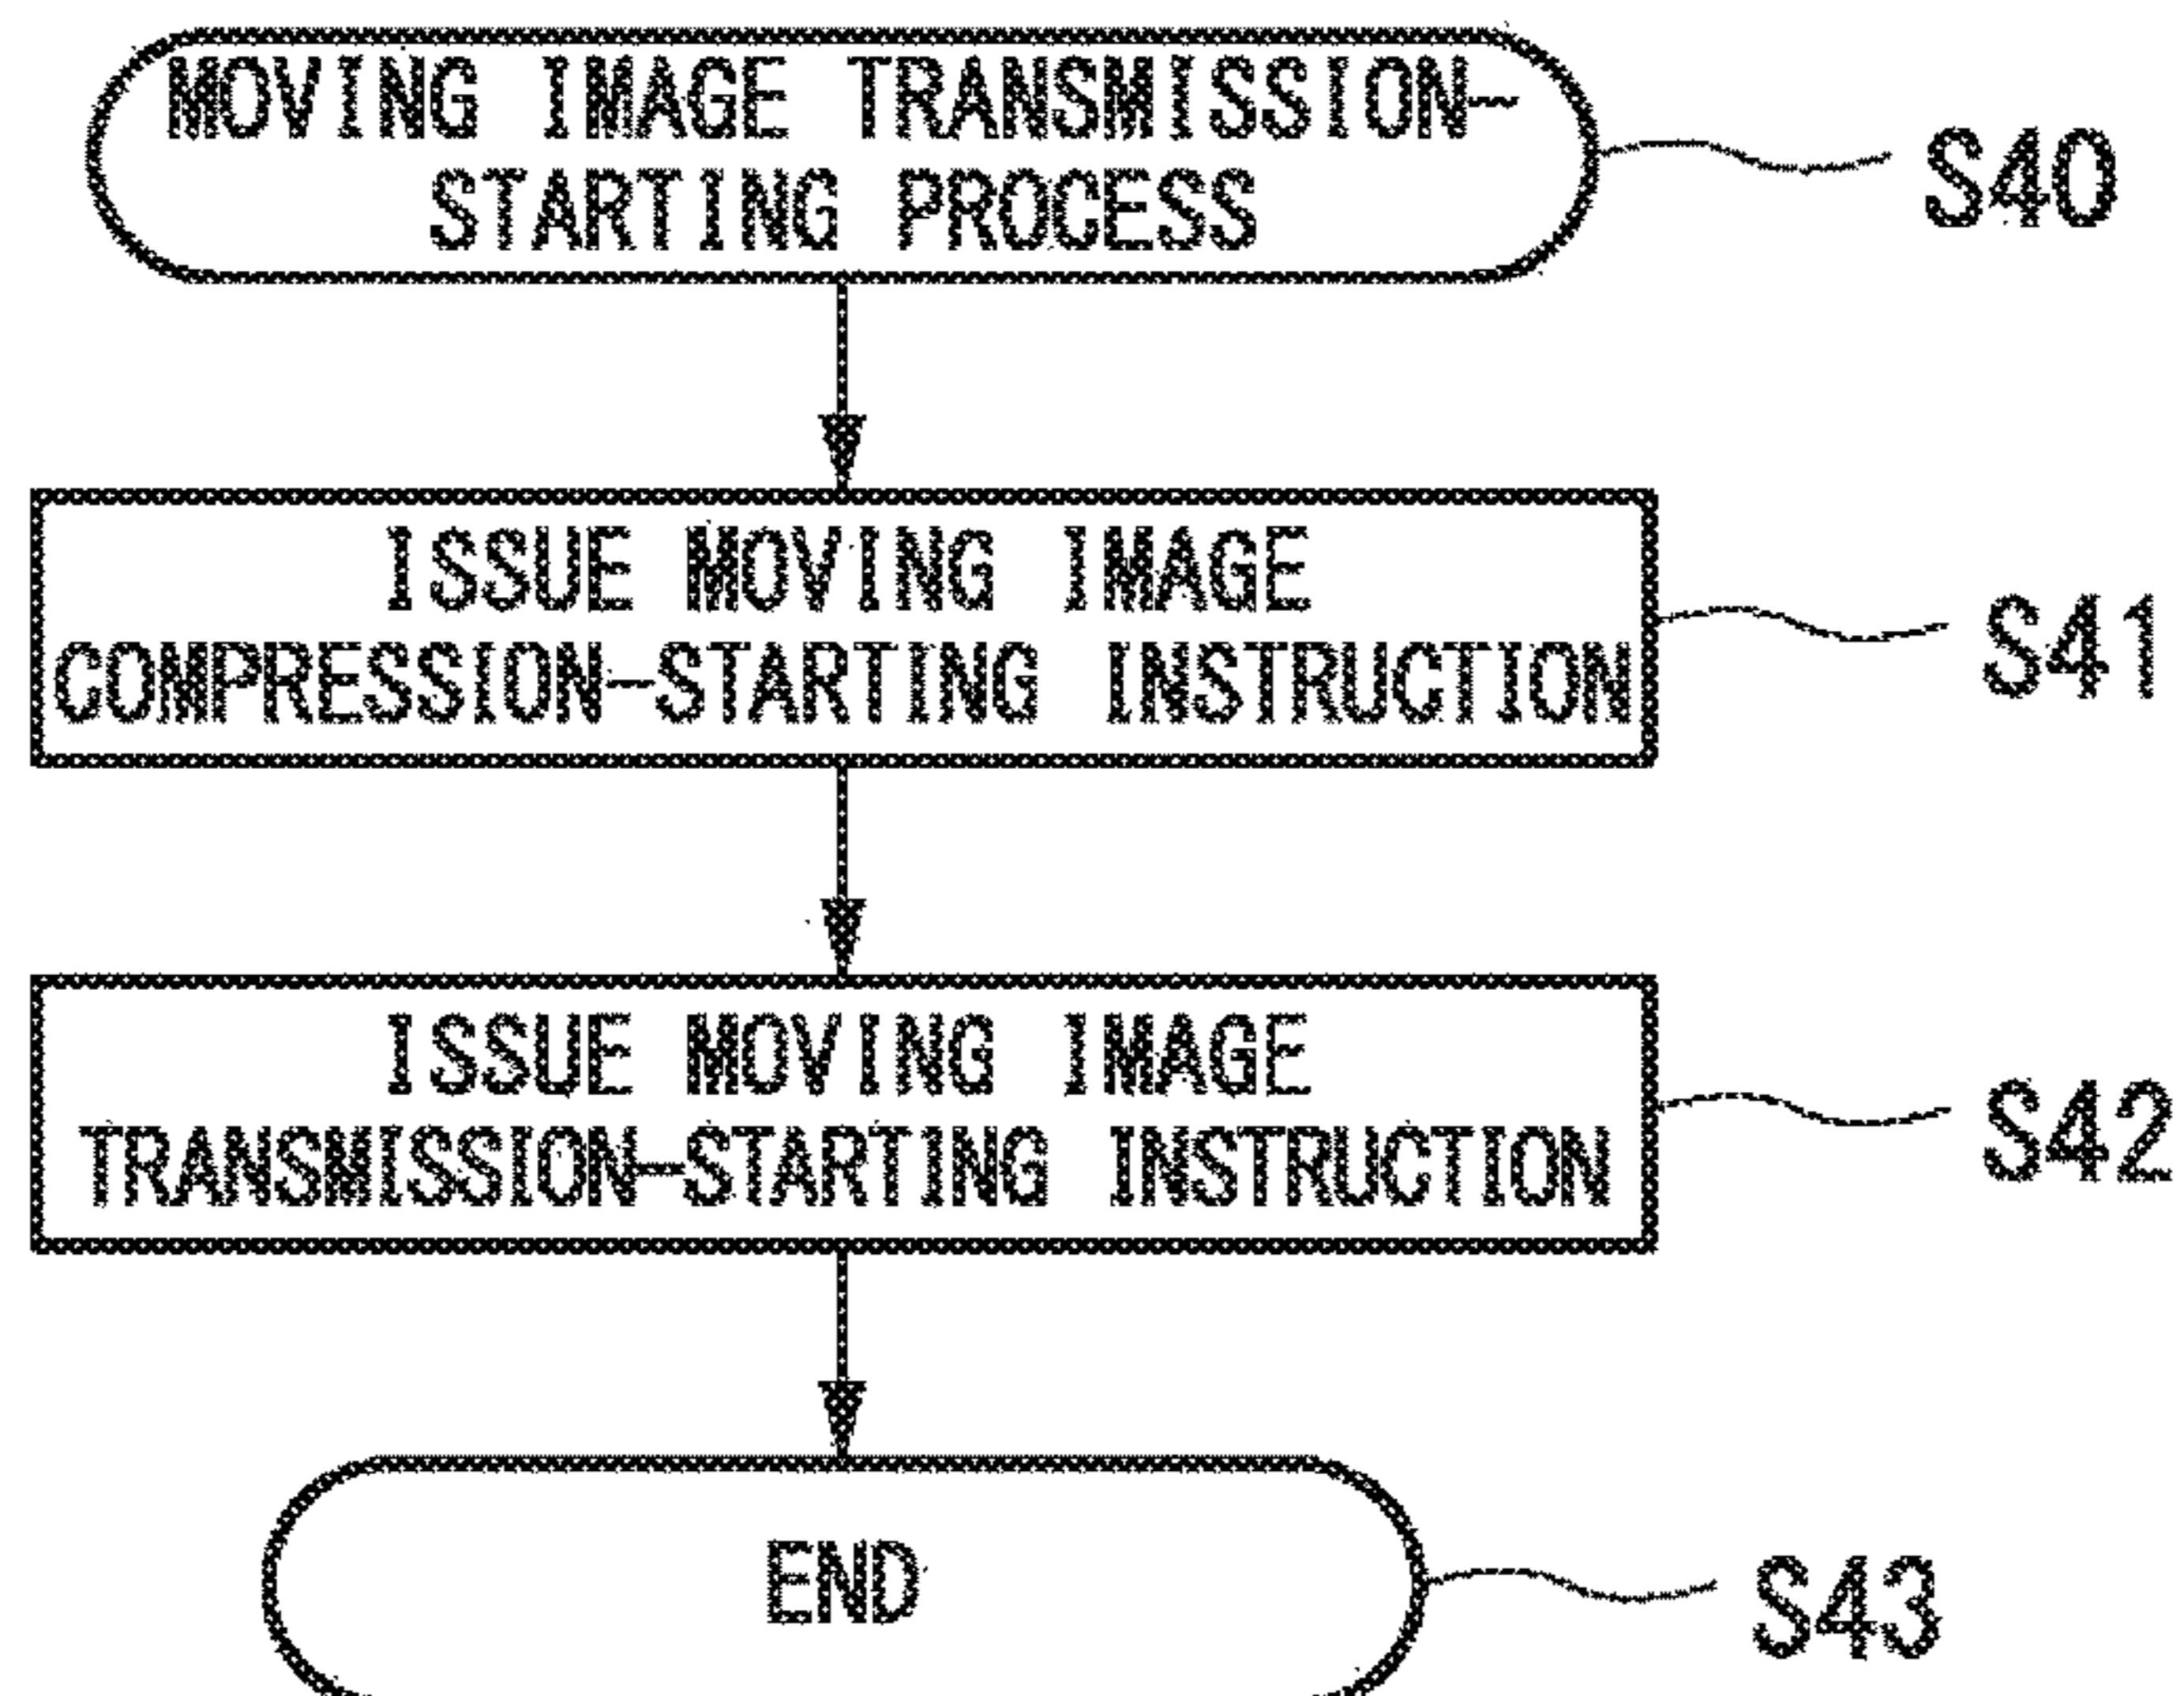 MOVING IMAGE TRANSMISSION-
STARTING PROCESS
S40
ISSUE MOVING IMAGE
COMPRESSION-STARTING INSTRUCTION
S41
ISSUE MOVING IMAGE
TRANSMISSION-STARTING INSTRUCTION
S42
END
S43